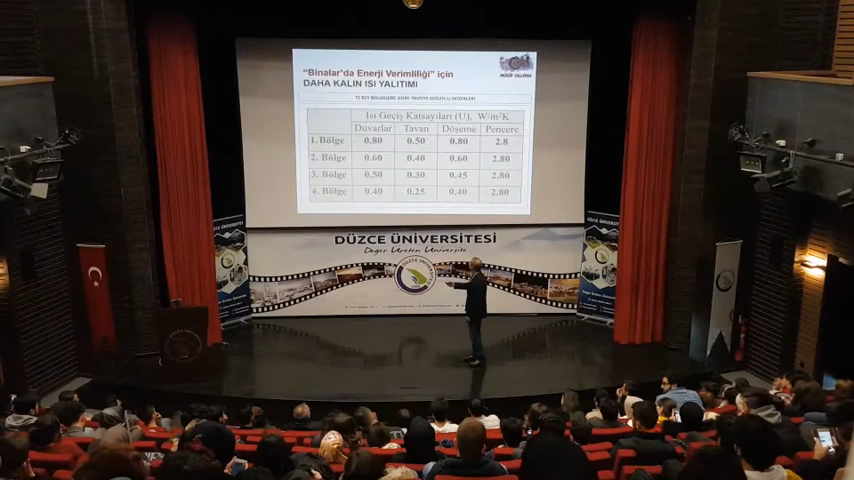 "Binalar'da Enerji Verimliliği" için
DAHA KALIN ISI YALITIMI
Isı Geçiş Katsayıları (U), W/m²K
Duvarlar Tavan Döşeme Pencere
1. Bölge 0.80 0.50 0.80 2.8
2. Bölge 0.60 0.40 0.60 2.80
3. Bölge 0.50 0.30 0.45 2.80
4. Bölge 0.40 0.25 0.40 2.80
DÜZCE ÜNİVERSİTESİ
Değer Üreten Üniversite